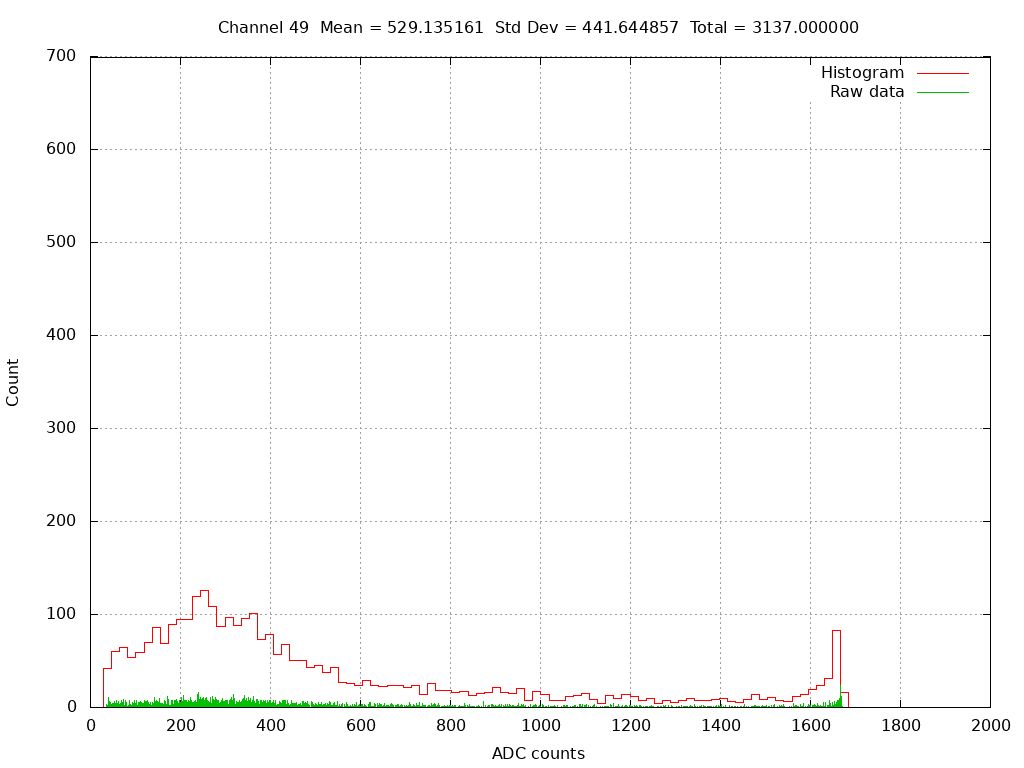 Channel 49  Mean = 529.135161  Std Dev = 441.644857  Total = 3137.000000
Histogram
Raw data
700
600
500
400
300
200
100
0
Count
0 200 400 600 800 1000 1200 1400 1600 1800 2000
ADC counts